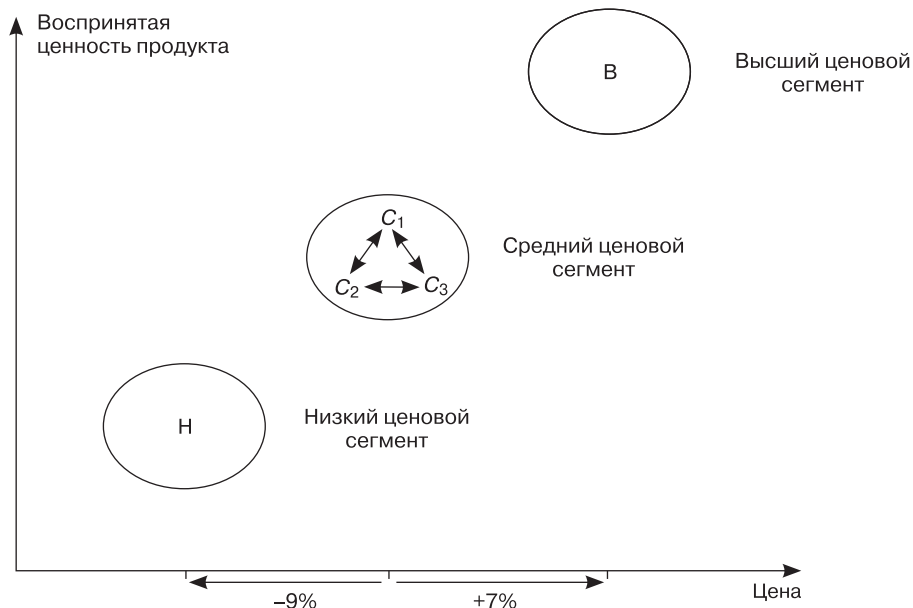 Воспринятая
ценность продукта
В
Высший ценовой
сегмент
C1
C2
C3
Средний ценовой
сегмент
Н
Низкий ценовой
сегмент
–9%
+7%
Цена